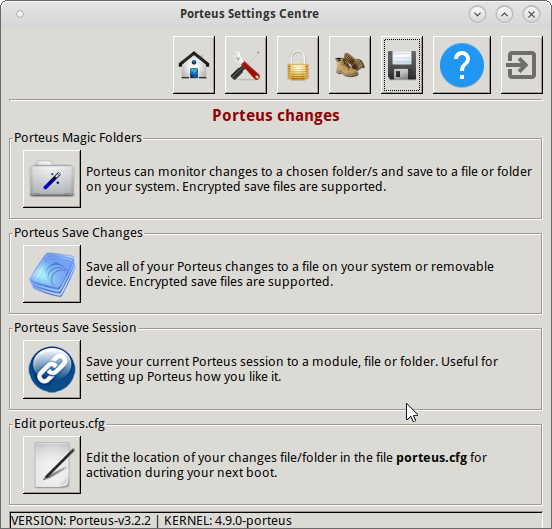 Porteus Settings Centre
?
Porteus changes
Porteus Magic Folders
Porteus can monitor changes to a chosen folder/s and save to a file or folder
on your system. Encrypted save files are supported.
Porteus Save Changes
Save all of your Porteus changes to a file on your system or removable
device. Encrypted save files are supported.
Porteus Save Session
Save your current Porteus session to a module, file or folder. Useful for
setting up Porteus how you like it.
Edit porteus.cfg
Edit the location of your changes file/folder in the file porteus.cfg for
activation during your next boot.
VERSION: Porteus-v3.2.2 | KERNEL: 4.9.0-porteus